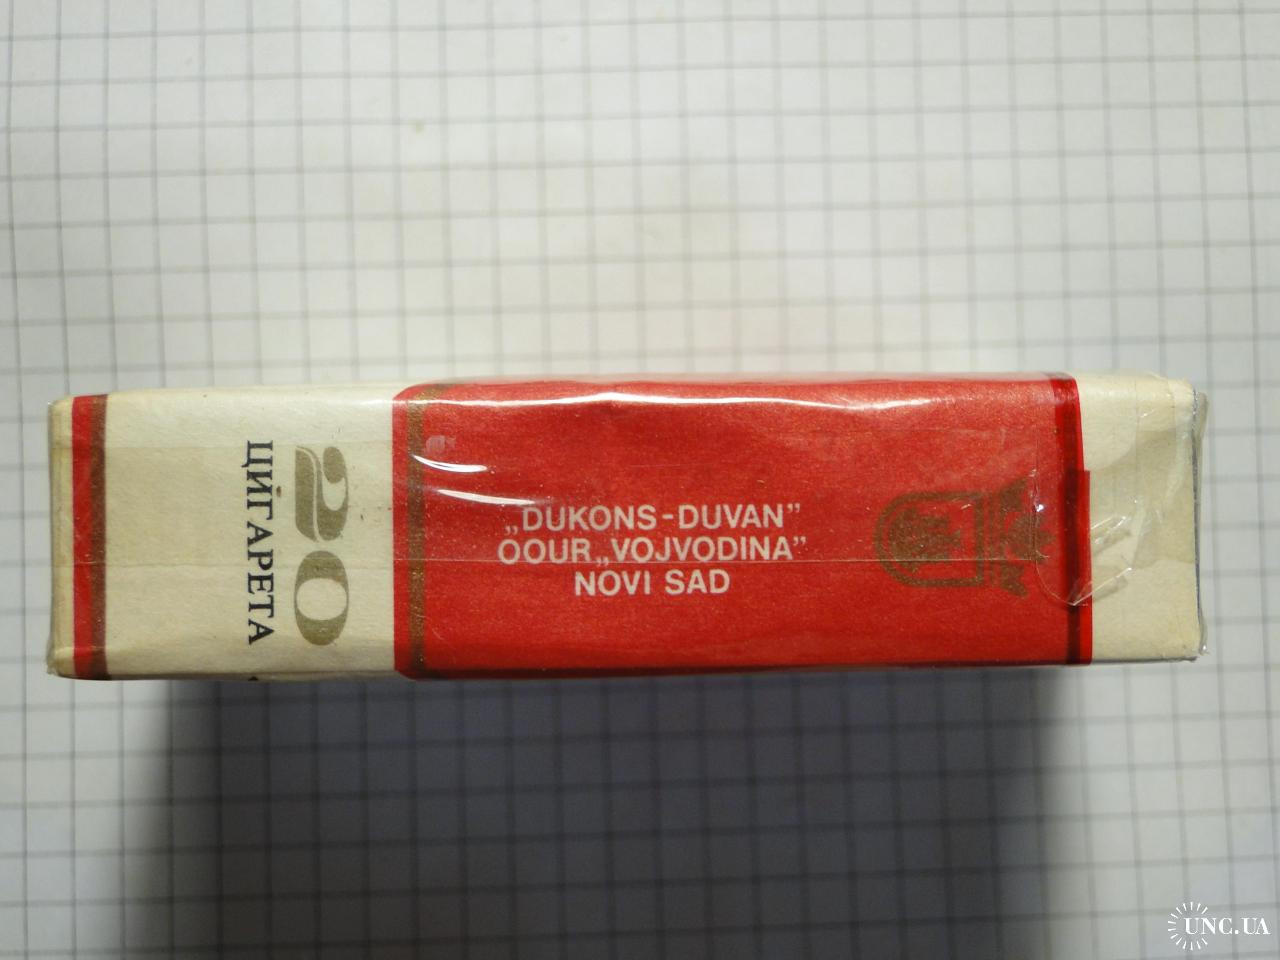 20
ЦИГАРЕТА
„DUKONS-DUVAN”
OOUR „VOJVODINA”
NOVI SAD
UNC.UA